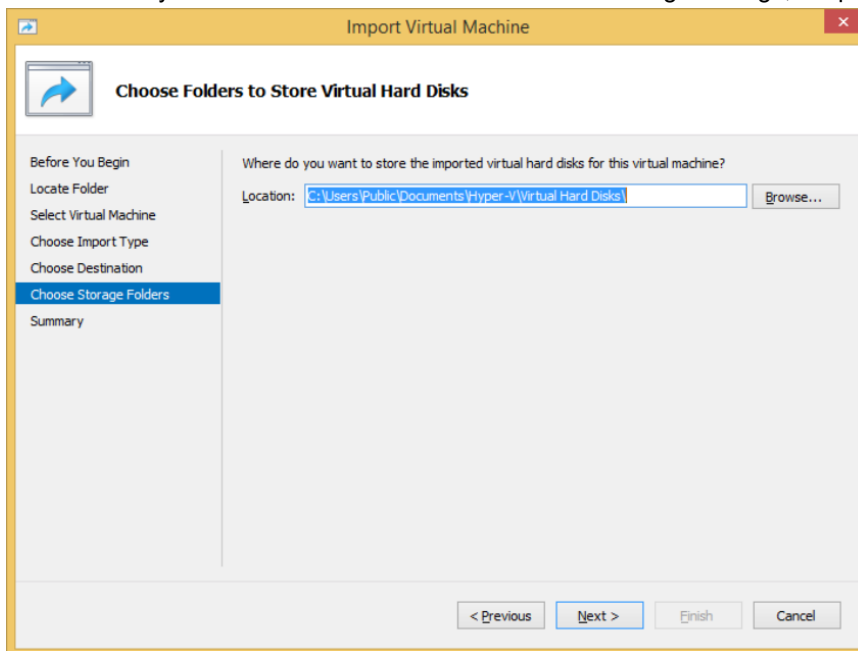 Import Virtual Machine
Choose Folders to Store Virtual Hard Disks
Before You Begin
Locate Folder
Select Virtual Machine
Choose Import Type
Choose Destination
Choose Storage Folders
Summary
Where do you want to store the imported virtual hard disks for this virtual machine?
Location: C:\Users\Public\Documents\Hyper-V\Virtual Hard Disks\ Browse...
< Previous Next > Finish Cancel